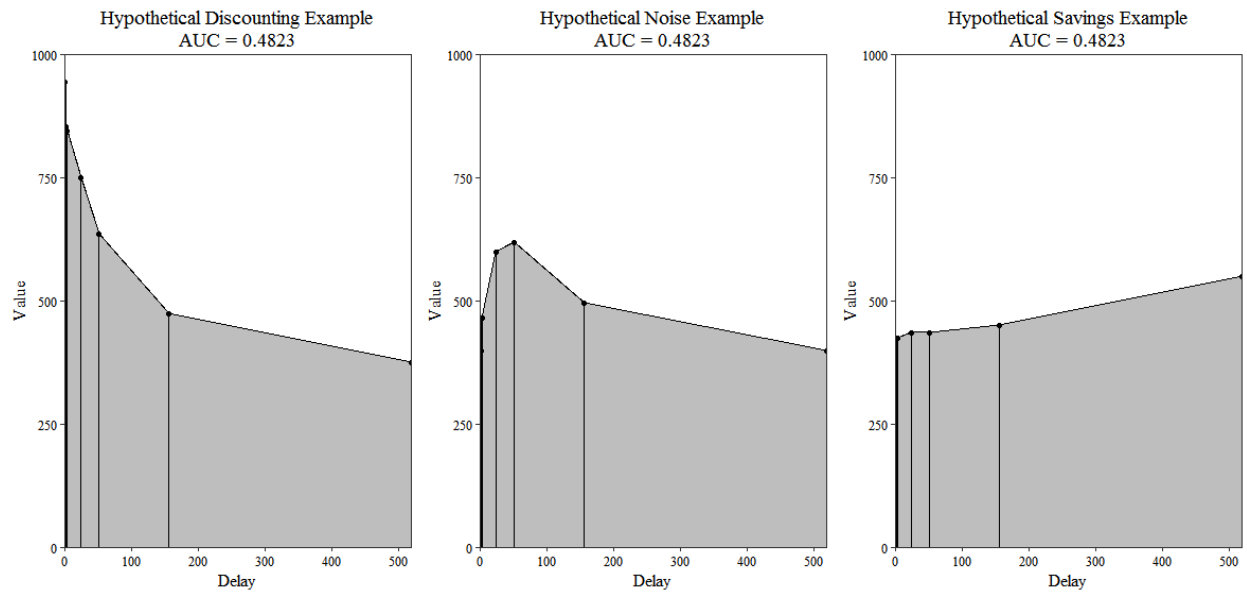 Hypothetical Discounting Example
AUC = 0.4823
1000
750
500
250
0
Value
0 100 200 300 400 500
Delay
Hypothetical Noise Example
AUC = 0.4823
1000
750
500
250
0
Value
0 100 200 300 400 500
Delay
Hypothetical Savings Example
AUC = 0.4823
1000
750
500
250
0
Value
0 100 200 300 400 500
Delay